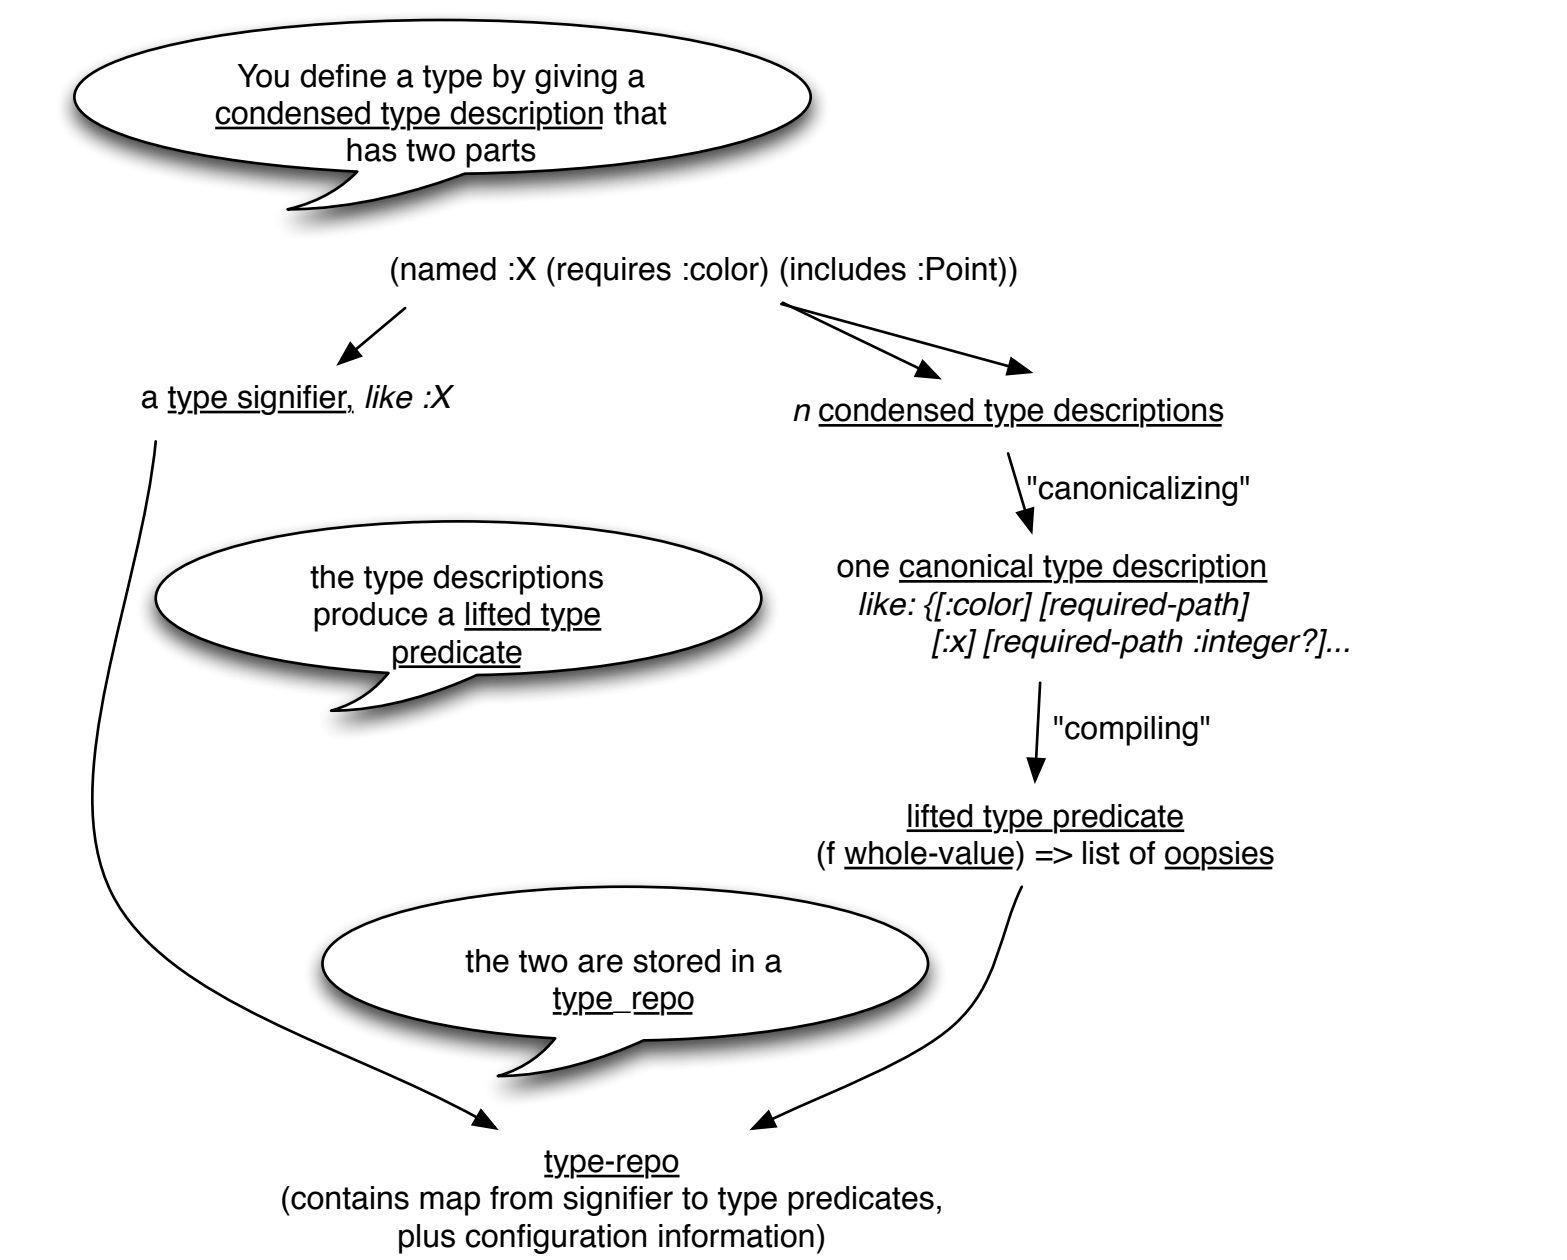 You define a type by giving a
condensed type description that
has two parts
(named :X (requires :color) (includes :Point))
a type signifier, like :X
n condensed type descriptions
"canonicalizing"
the type descriptions
produce a lifted type
predicate
one canonical type description
like: {[:color] [required-path]
[:x] [required-path :integer?]...
"compiling"
lifted type predicate
(f whole-value) => list of oopsies
the two are stored in a
type_repo
type-repo
(contains map from signifier to type predicates,
plus configuration information)